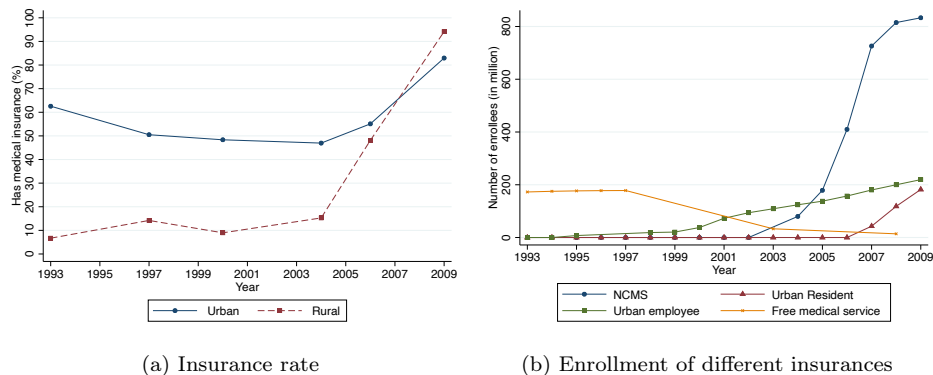 Has medical insurance (%)
100
90
80
70
60
50
40
30
20
10
0
1993 1995 1997 1999 2001 2003 2005 2007 2009
Year
Urban Rural
(a) Insurance rate
Number of enrollees (in million)
800
600
400
200
0
1993 1995 1997 1999 2001 2003 2005 2007 2009
Year
NCMS Urban Resident
Urban employee Free medical service
(b) Enrollment of different insurances